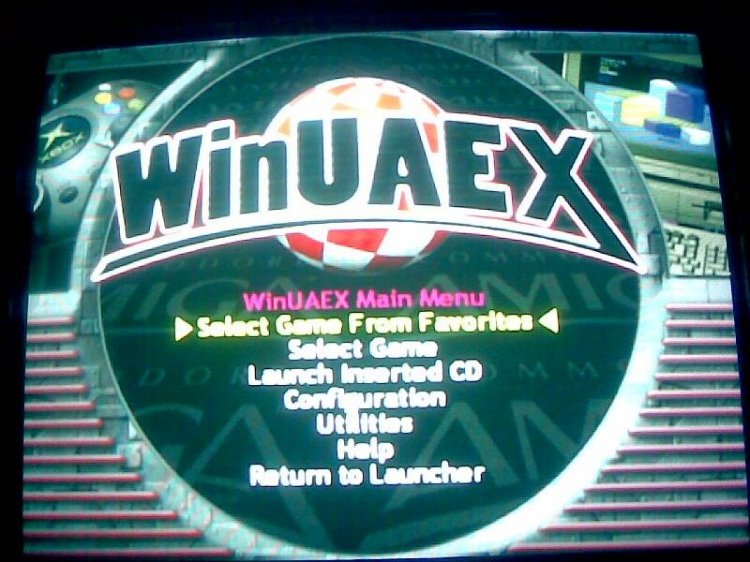 WinUAEX
XBOX
WinUAEX Main Menu
Select Game From Favorites
Select Game
Launch Inserted CD
Configuration
Utilities
Help
Return to Launcher